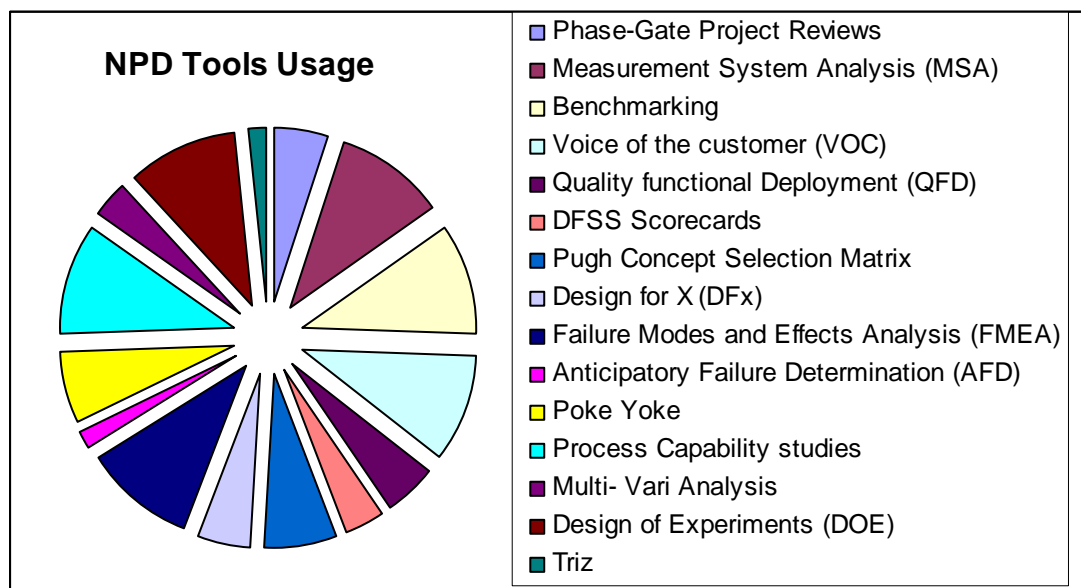 NPD Tools Usage
Phase-Gate Project Reviews
Measurement System Analysis (MSA)
Benchmarking
Voice of the customer (VOC)
Quality functional Deployment (QFD)
DFSS Scorecards
Pugh Concept Selection Matrix
Design for X (DFx)
Failure Modes and Effects Analysis (FMEA)
Anticipatory Failure Determination (AFD)
Poke Yoke
Process Capability studies
Multi- Vari Analysis
Design of Experiments (DOE)
Triz